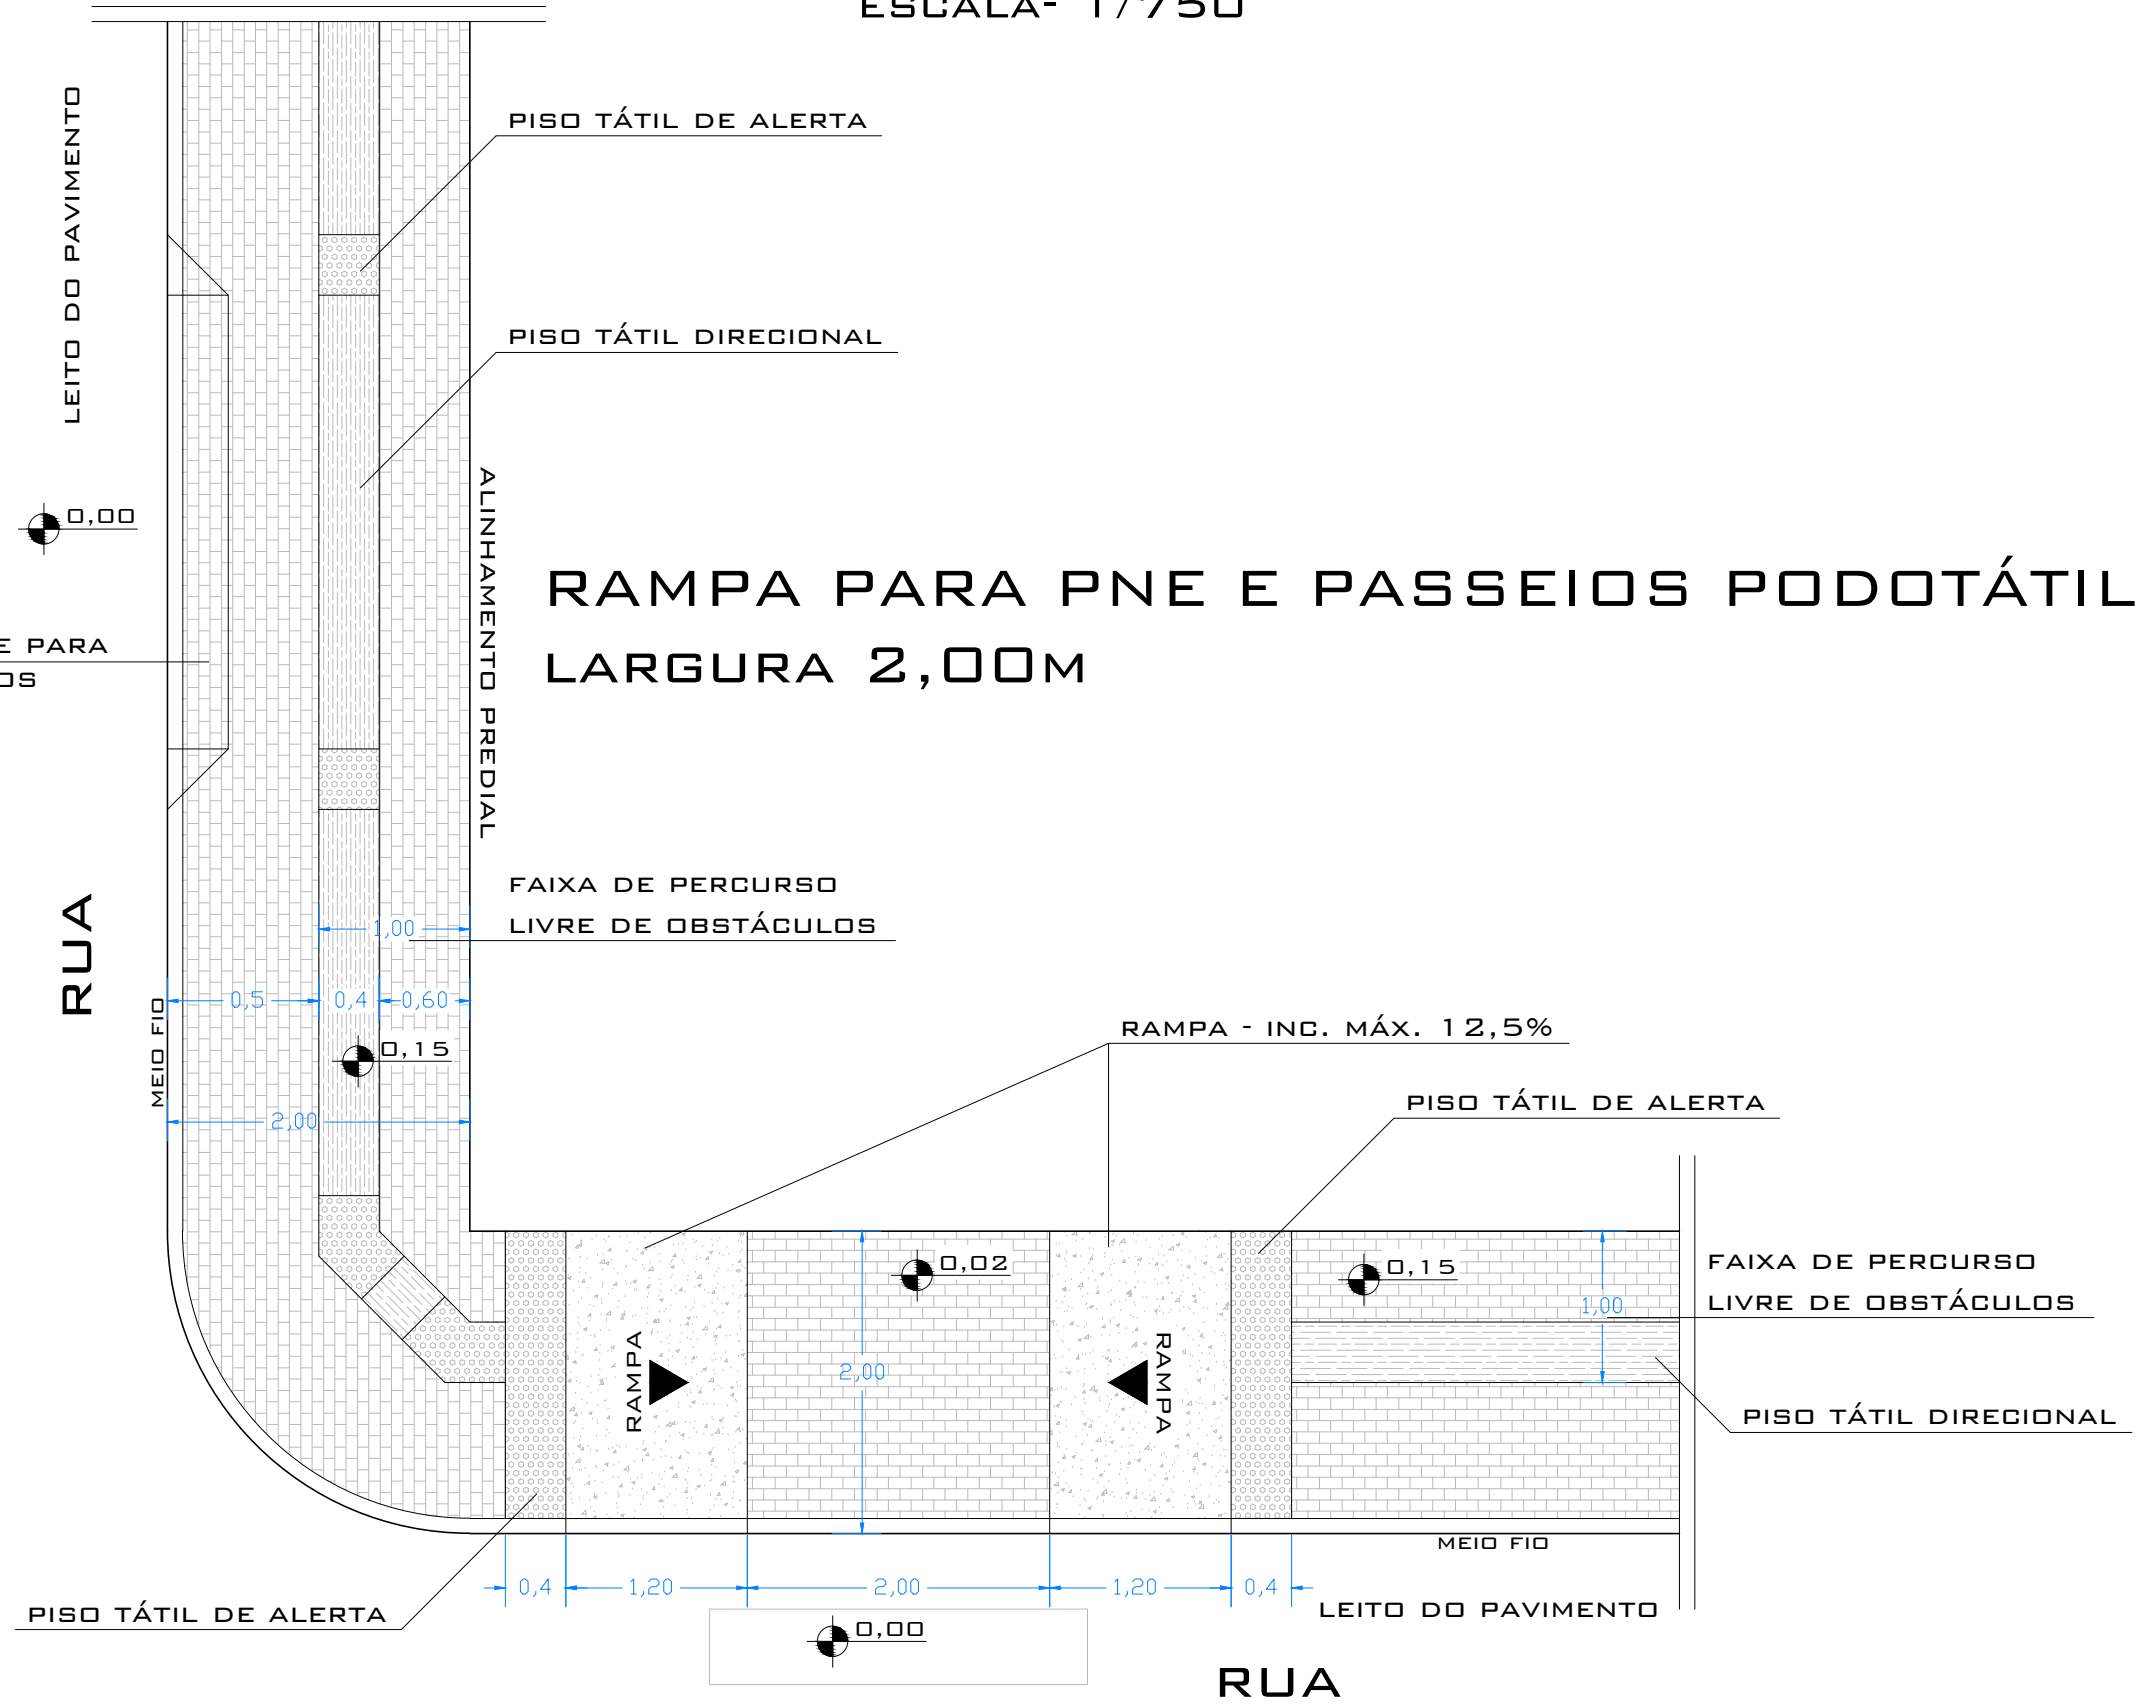 ESCALA- 1/750
LEITO DO PAVIMENTO
PISO TÁTIL DE ALERTA
PISO TÁTIL DIRECIONAL
ALINHAMENTO PREDIAL
0,00
RAMPA PARA PNE E PASSEIOS PODOTÁTIL
LARGURA 2,00M
E PARA
OS
RUA
FAIXA DE PERCURSO
LIVRE DE OBSTÁCULOS
1,00
MEIO FIO
0,5
0,4
0,60
0,15
2,00
RAMPA - INC. MÁX. 12,5%
PISO TÁTIL DE ALERTA
0,02
0,15
FAIXA DE PERCURSO
LIVRE DE OBSTÁCULOS
1,00
RAMPA
2,00
RAMPA
PISO TÁTIL DIRECIONAL
MEIO FIO
0,4
1,20
2,00
1,20
0,4
PISO TÁTIL DE ALERTA
LEITO DO PAVIMENTO
0,00
RUA